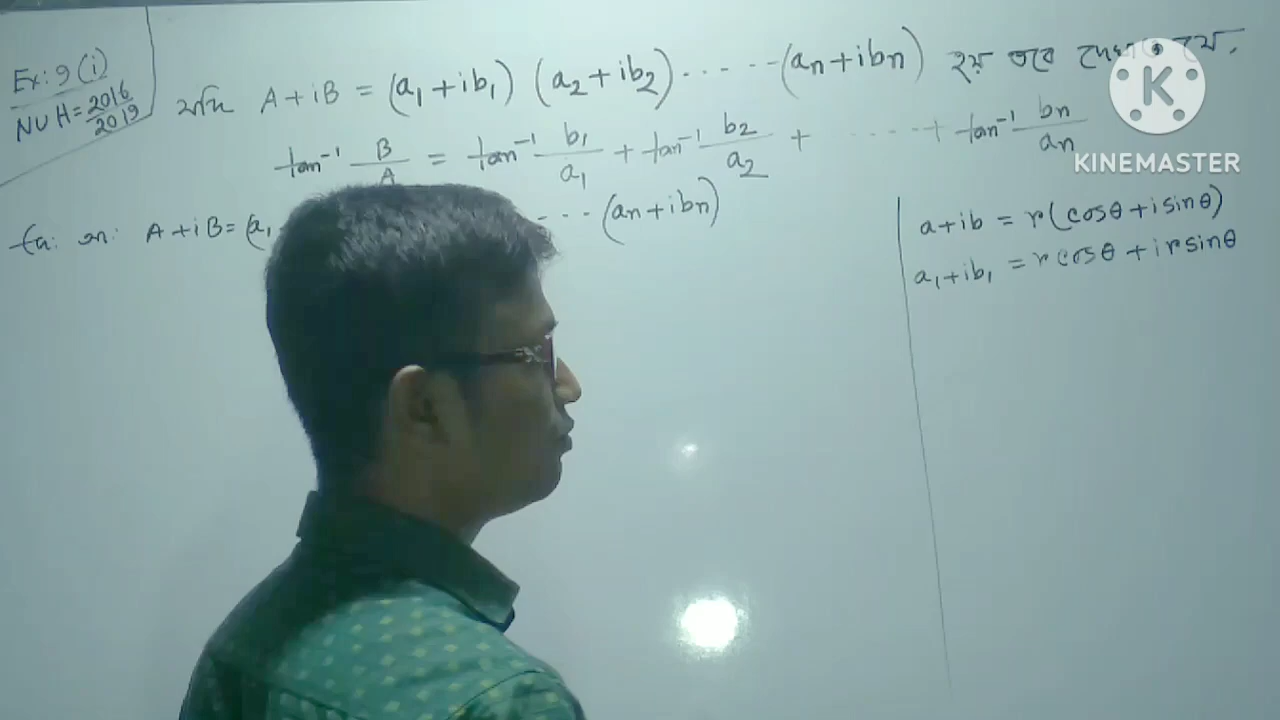 Ex: 9 (i)
NUH = 2016/2019
যদি A + iB = (a₁ + ib₁) (a₂ + ib₂) ..... (an + ibn) হয় তবে
tan⁻¹ B/A = tan⁻¹ b₁/a₁ + tan⁻¹ b₂/a₂ + ..... + tan⁻¹ bn/an
A + iB = (a₁ ... (an + ibn)
a + ib = r(cosθ + i sinθ)
a₁ + ib₁ = r cosθ + i r sinθ
K
KINEMASTER